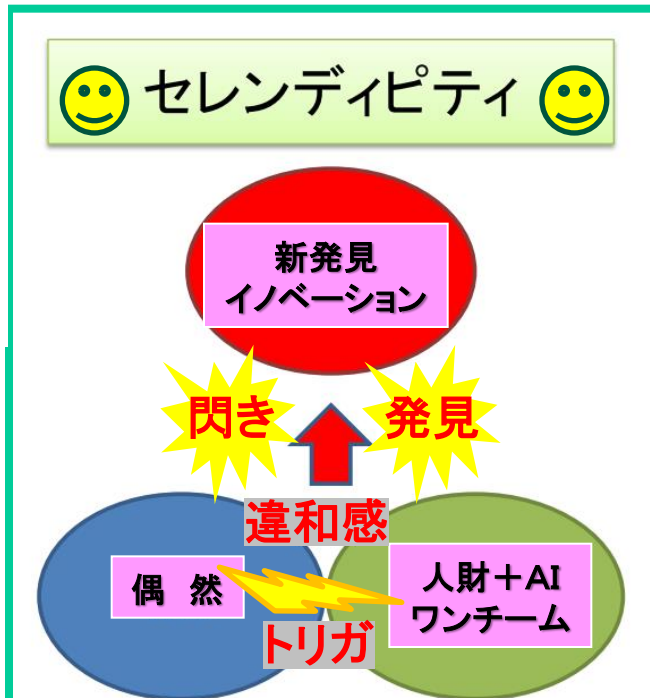 セレンディピティ
新発見
イノベーション
閃き
発見
違和感
偶 然
人財＋AI
ワンチーム
トリガ